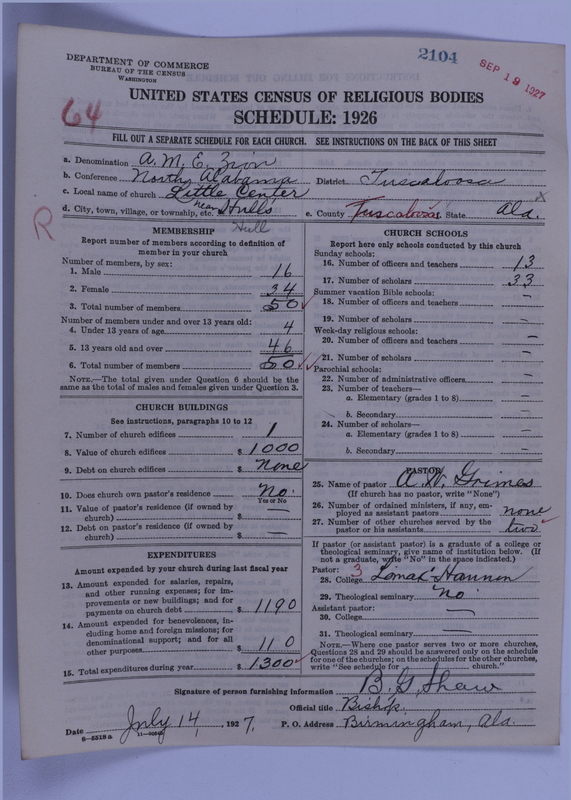 2104
SEP 19 1927
DEPARTMENT OF COMMERCE
BUREAU OF THE CENSUS
WASHINGTON
64
UNITED STATES CENSUS OF RELIGIOUS BODIES
SCHEDULE: 1926
FILL OUT A SEPARATE SCHEDULE FOR EACH CHURCH. SEE INSTRUCTIONS ON THE BACK OF THIS SHEET
a. Denomination A. M. E. Zion
b. Conference North Alabama District Tuscaloosa
c. Local name of church Little Center
d. City, town, village, or township, etc. near Hulls e. County Tuscaloosa State Ala.
R
Hull
MEMBERSHIP
Report number of members according to definition of
member in your church
Number of members, by sex:
1. Male 16
2. Female 34
3. Total number of members 50
Number of members under and over 13 years old:
4. Under 13 years of age 4
5. 13 years old and over 46
6. Total number of members 50
NOTE.—The total given under Question 6 should be the
same as the total of males and females given under Question 3.
CHURCH BUILDINGS
See instructions, paragraphs 10 to 12
7. Number of church edifices 1
8. Value of church edifices $ 1000
9. Debt on church edifices $ None
10. Does church own pastor's residence No.
Yes or No
11. Value of pastor's residence (if owned by
church) $ —
12. Debt on pastor's residence (if owned by
church) $ —
EXPENDITURES
Amount expended by your church during last fiscal year
13. Amount expended for salaries, repairs,
and other running expenses; for im-
provements or new buildings; and for
payments on church debt $ 1190
14. Amount expended for benevolences, in-
cluding home and foreign missions; for
denominational support; and for all
other purposes $ 110
15. Total expenditures during year $ 1300
CHURCH SCHOOLS
Report here only schools conducted by this church
Sunday schools:
16. Number of officers and teachers 13
17. Number of scholars 33
Summer vacation Bible schools:
18. Number of officers and teachers —
19. Number of scholars —
Week-day religious schools:
20. Number of officers and teachers —
21. Number of scholars —
Parochial schools:
22. Number of administrative officers —
23. Number of teachers—
a. Elementary (grades 1 to 8) —
b. Secondary —
24. Number of scholars—
a. Elementary (grades 1 to 8) —
b. Secondary —
PASTOR
25. Name of pastor A. W. Grimes
(If church has no pastor, write "None")
26. Number of ordained ministers, if any, em-
ployed as assistant pastors none
27. Number of other churches served by the
pastor or his assistants two
If pastor (or assistant pastor) is a graduate of a college or
theological seminary, give name of institution below. (If
not a graduate, write "No" in the space indicated.)
Pastor: 3
28. College Lomax-Hannon
29. Theological seminary No
Assistant pastor:
30. College —
31. Theological seminary —
NOTE.—Where one pastor serves two or more churches,
Questions 28 and 29 should be answered only on the schedule
for one of the churches; on the schedules for the other churches,
write "See schedule for church."
Signature of person furnishing information B. G. Shaw
Official title Bishop
Date July 14, 1927. P. O. Address Birmingham, Ala.
8—5518 a